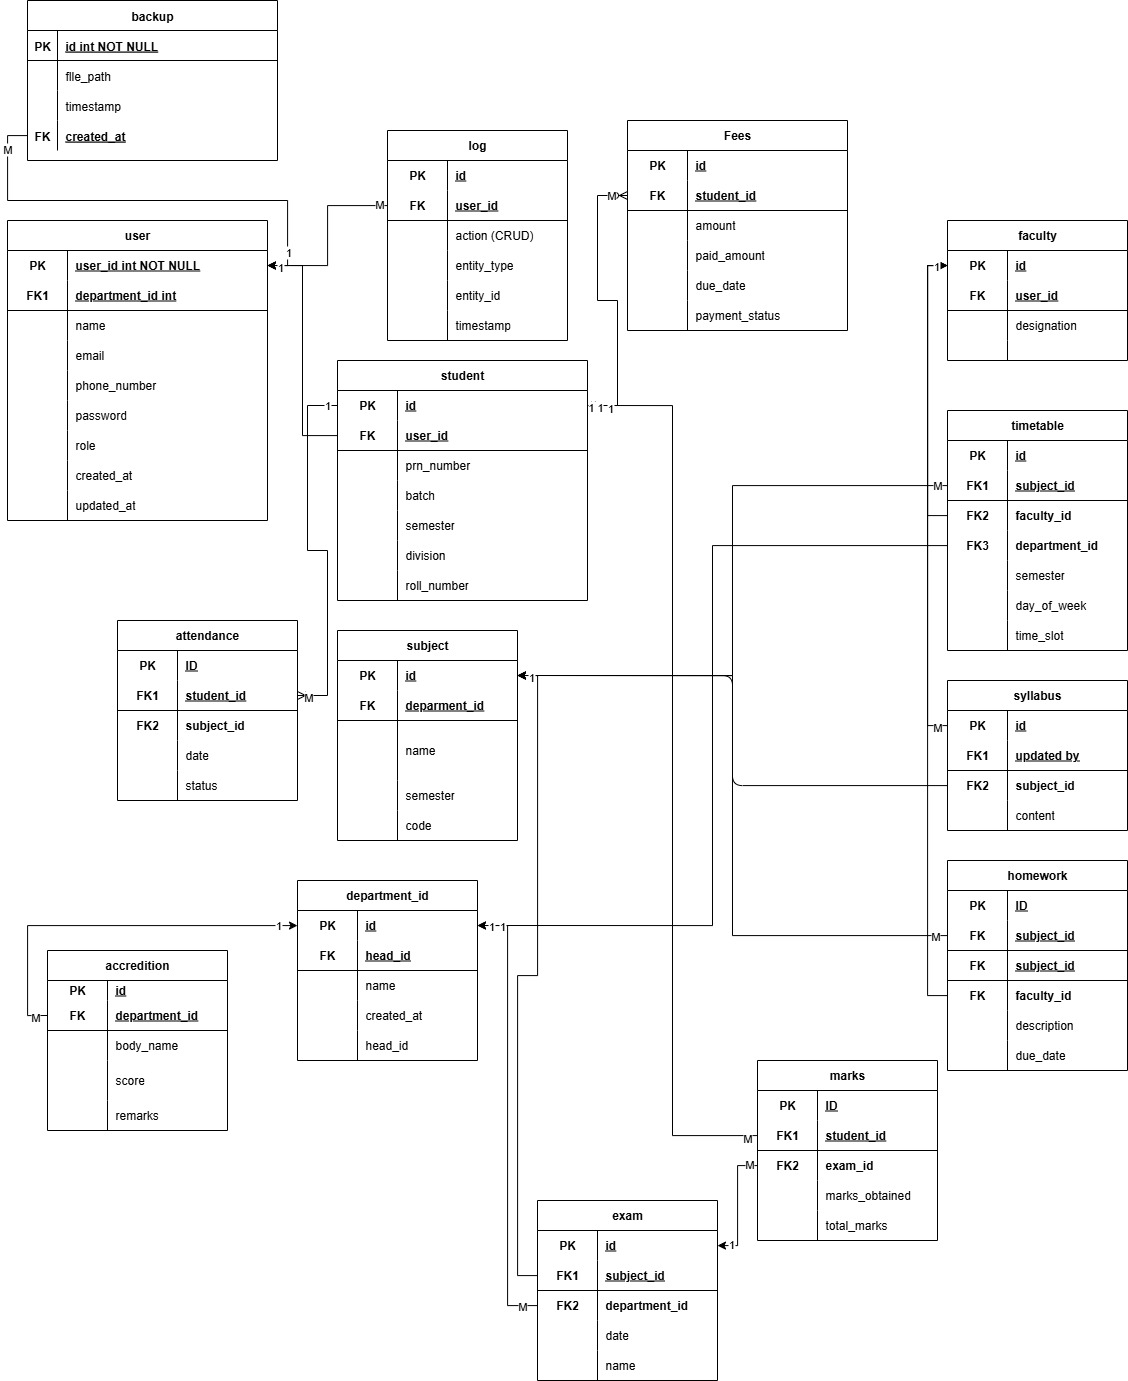 backup
PK id int NOT NULL
file_path
timestamp
FK created_at
M
1
user
PK user_id int NOT NULL
FK1 department_id int
name
email
phone_number
password
role
created_at
updated_at
1
log
PK id
M FK user_id
action (CRUD)
entity_type
entity_id
timestamp
Fees
PK id
M FK student_id
amount
paid_amount
due_date
payment_status
student
1 PK id 1 1 1
FK user_id
prn_number
batch
semester
division
roll_number
faculty
1 PK id
FK user_id
designation
timetable
PK id
M FK1 subject_id
FK2 faculty_id
FK3 department_id
semester
day_of_week
time_slot
attendance
PK ID
FK1 student_id M
FK2 subject_id
date
status
subject
PK id 1
FK deparment_id
name
semester
code
syllabus
M PK id
FK1 updated by
FK2 subject_id
content
homework
PK ID
M FK subject_id
FK subject_id
FK faculty_id
description
due_date
department_id
1 PK id 1 1
FK head_id
name
created_at
head_id
accredition
PK id
M FK department_id
body_name
score
remarks
marks
PK ID
M FK1 student_id
M FK2 exam_id
marks_obtained
total_marks
exam
PK id 1
FK1 subject_id
M FK2 department_id
date
name